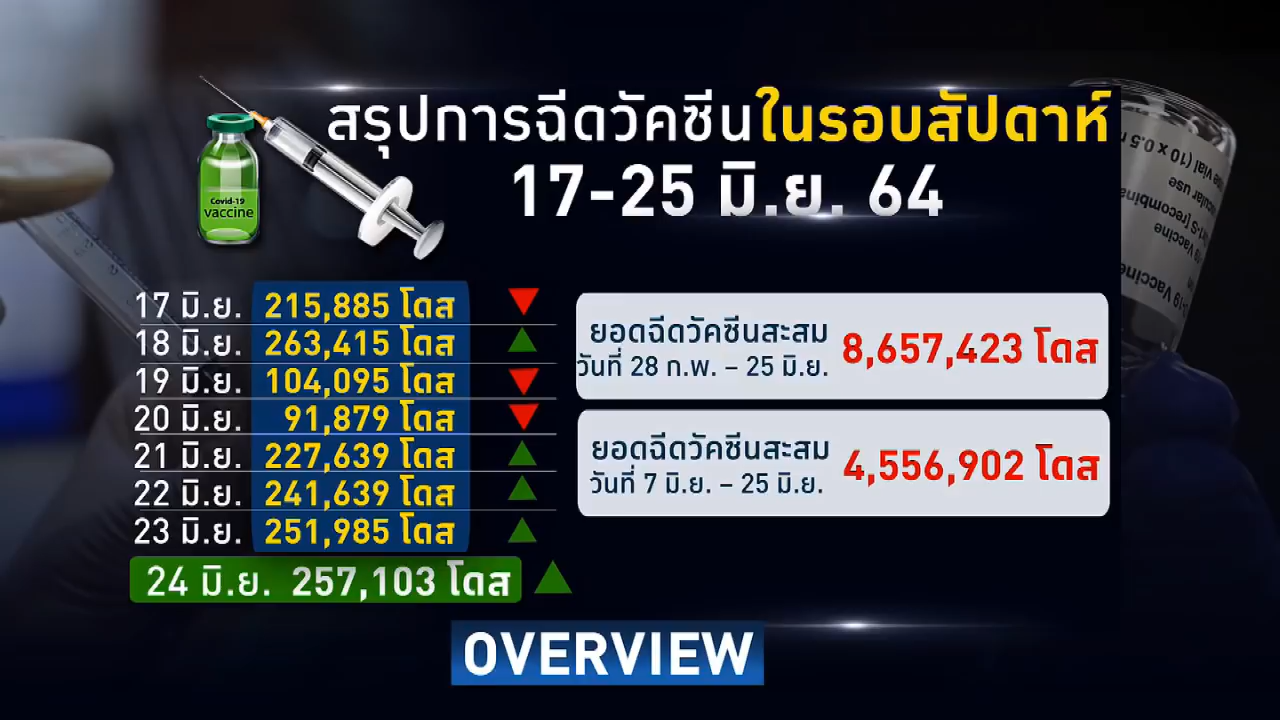 สรุปการฉีดวัคซีนในรอบสัปดาห์
17-25 มิ.ย. 64
Covid-19
vaccine
17 มิ.ย. 215,885 โดส
18 มิ.ย. 263,415 โดส
19 มิ.ย. 104,095 โดส
20 มิ.ย. 91,879 โดส
21 มิ.ย. 227,639 โดส
22 มิ.ย. 241,639 โดส
23 มิ.ย. 251,985 โดส
24 มิ.ย. 257,103 โดส
ยอดฉีดวัคซีนสะสม
วันที่ 28 ก.พ. – 25 มิ.ย.
8,657,423 โดส
ยอดฉีดวัคซีนสะสม
วันที่ 7 มิ.ย. – 25 มิ.ย.
4,556,902 โดส
OVERVIEW